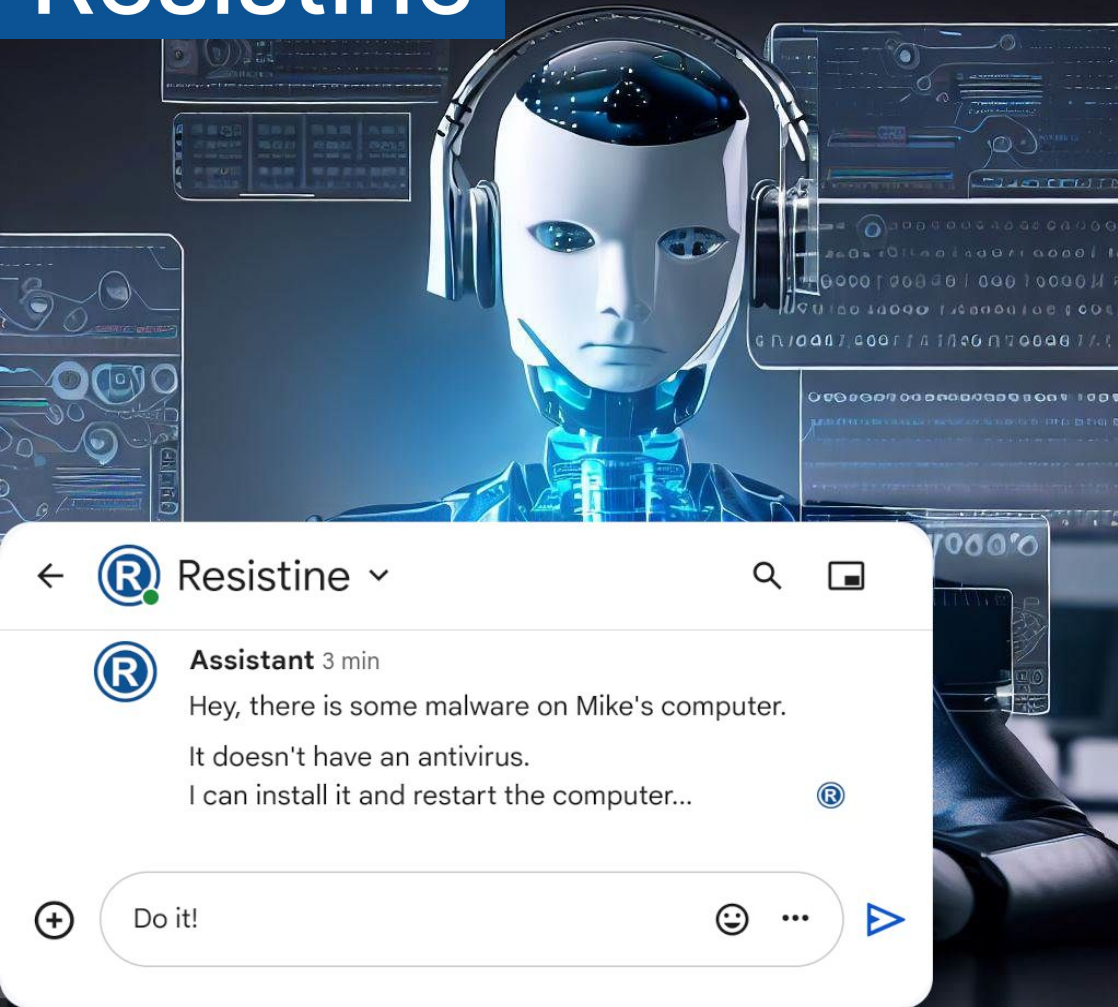 Resistine
Resistine
Assistant 3 min
Hey, there is some malware on Mike's computer.
It doesn't have an antivirus.
I can install it and restart the computer...
Do it!